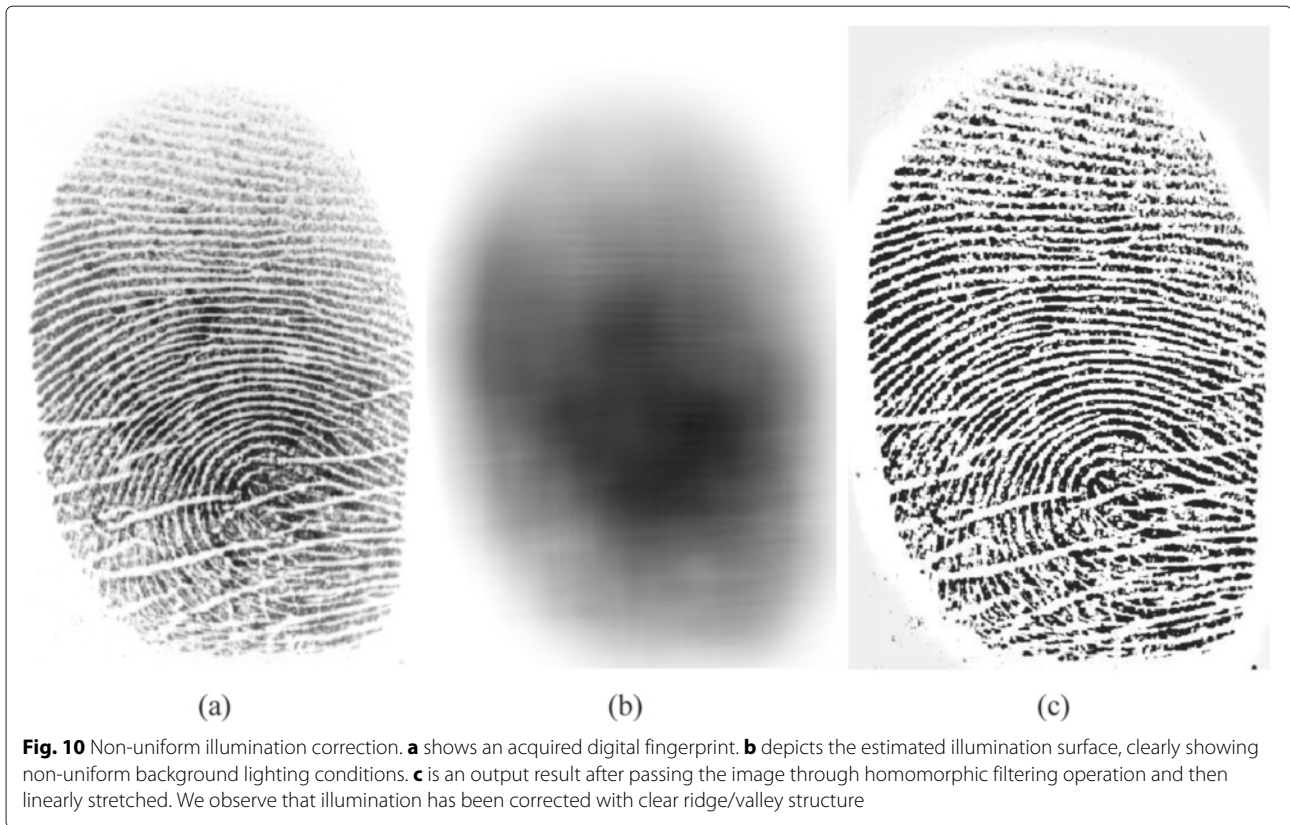 (a) (b) (c)
Fig. 10 Non-uniform illumination correction. a shows an acquired digital fingerprint. b depicts the estimated illumination surface, clearly showing
non-uniform background lighting conditions. c is an output result after passing the image through homomorphic filtering operation and then
linearly stretched. We observe that illumination has been corrected with clear ridge/valley structure